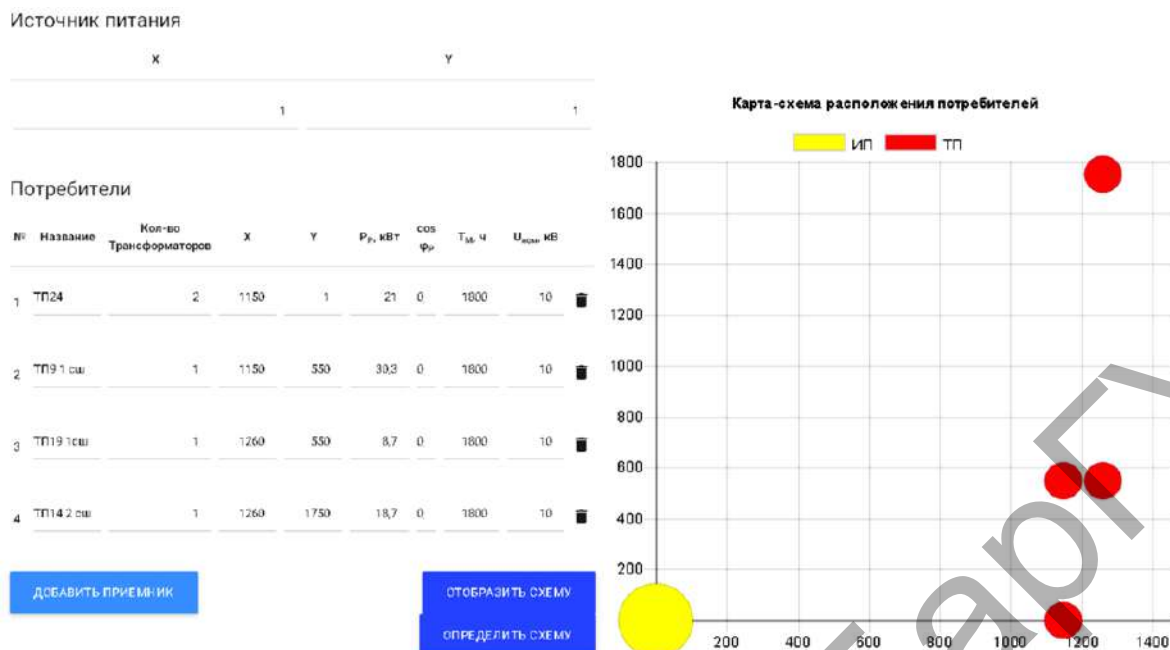 Источник питания
X Y
1 1
Потребители
№ Название Кол-во Трансформаторов X Y Pр, кВт cos φр Tм, ч Uном, кВ
1 ТП24 2 1150 1 21 0, 1800 10
2 ТП9 1 сш 1 1150 550 30,3 0, 1800 10
3 ТП19 1сш 1 1260 550 8,7 0, 1800 10
4 ТП14 2 сш 1 1260 1750 18,7 0, 1800 10
ДОБАВИТЬ ПРИЕМНИК
ОТОБРАЗИТЬ СХЕМУ
ОПРЕДЕЛИТЬ СХЕМУ
Карта-схема расположения потребителей
ИП ТП
1800
1600
1400
1200
1000
800
600
400
200
200 400 600 800 1000 1200 1400
БарГУ